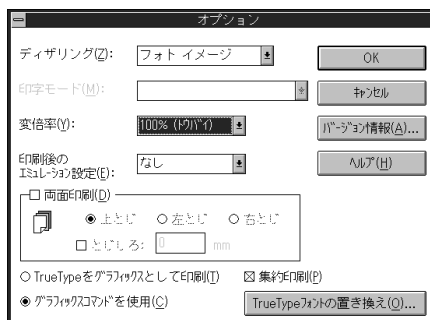 オプション
ディザリング(Z): フォト イメージ OK
印字モード(M): ｷｬﾝｾﾙ
変倍率(Y): 100% (ﾄｳﾊﾞｲ) ﾊﾞｰｼﾞｮﾝ情報(A)...
印刷後の
ｴﾐｭﾚｰｼｮﾝ設定(E): なし ﾍﾙﾌﾟ(H)
両面印刷(D)
上とじ 左とじ 右とじ
とじしろ: 0 mm
TrueTypeをｸﾞﾗﾌｨｯｸｽとして印刷(T) 集約印刷(P)
ｸﾞﾗﾌｨｯｸｽｺﾏﾝﾄﾞを使用(C) TrueTypeﾌｫﾝﾄの置き換え(O)...